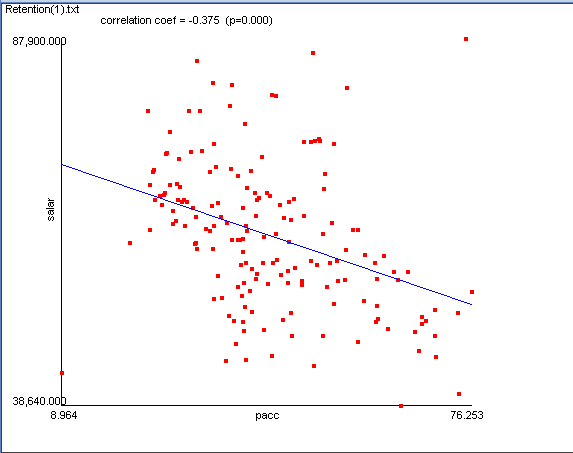 Retention(1).txt
correlation coef = -0.375 (p=0.000)
87,900.000
salar
38,640.000
8.964
pacc
76.253